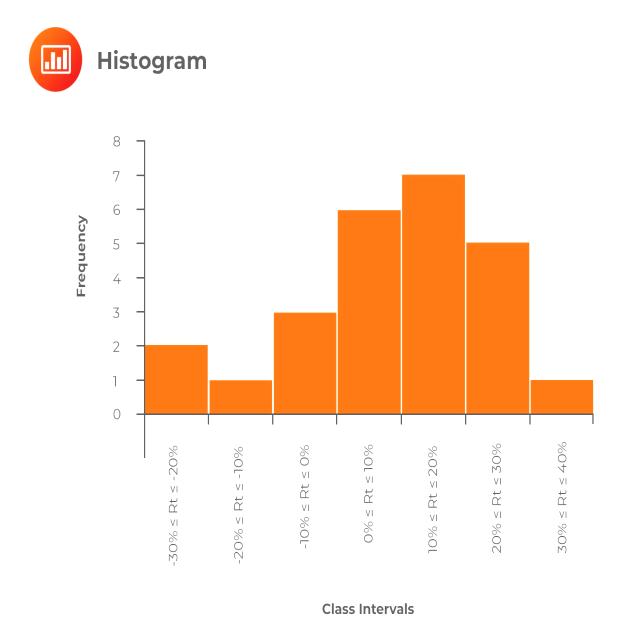 Histogram
8
7
6
5
4
3
2
1
0
Frequency
-30% ≤ Rt ≤ -20%
-20% ≤ Rt ≤ -10%
-10% ≤ Rt ≤ 0%
0% ≤ Rt ≤ 10%
10% ≤ Rt ≤ 20%
20% ≤ Rt ≤ 30%
30% ≤ Rt ≤ 40%
Class Intervals